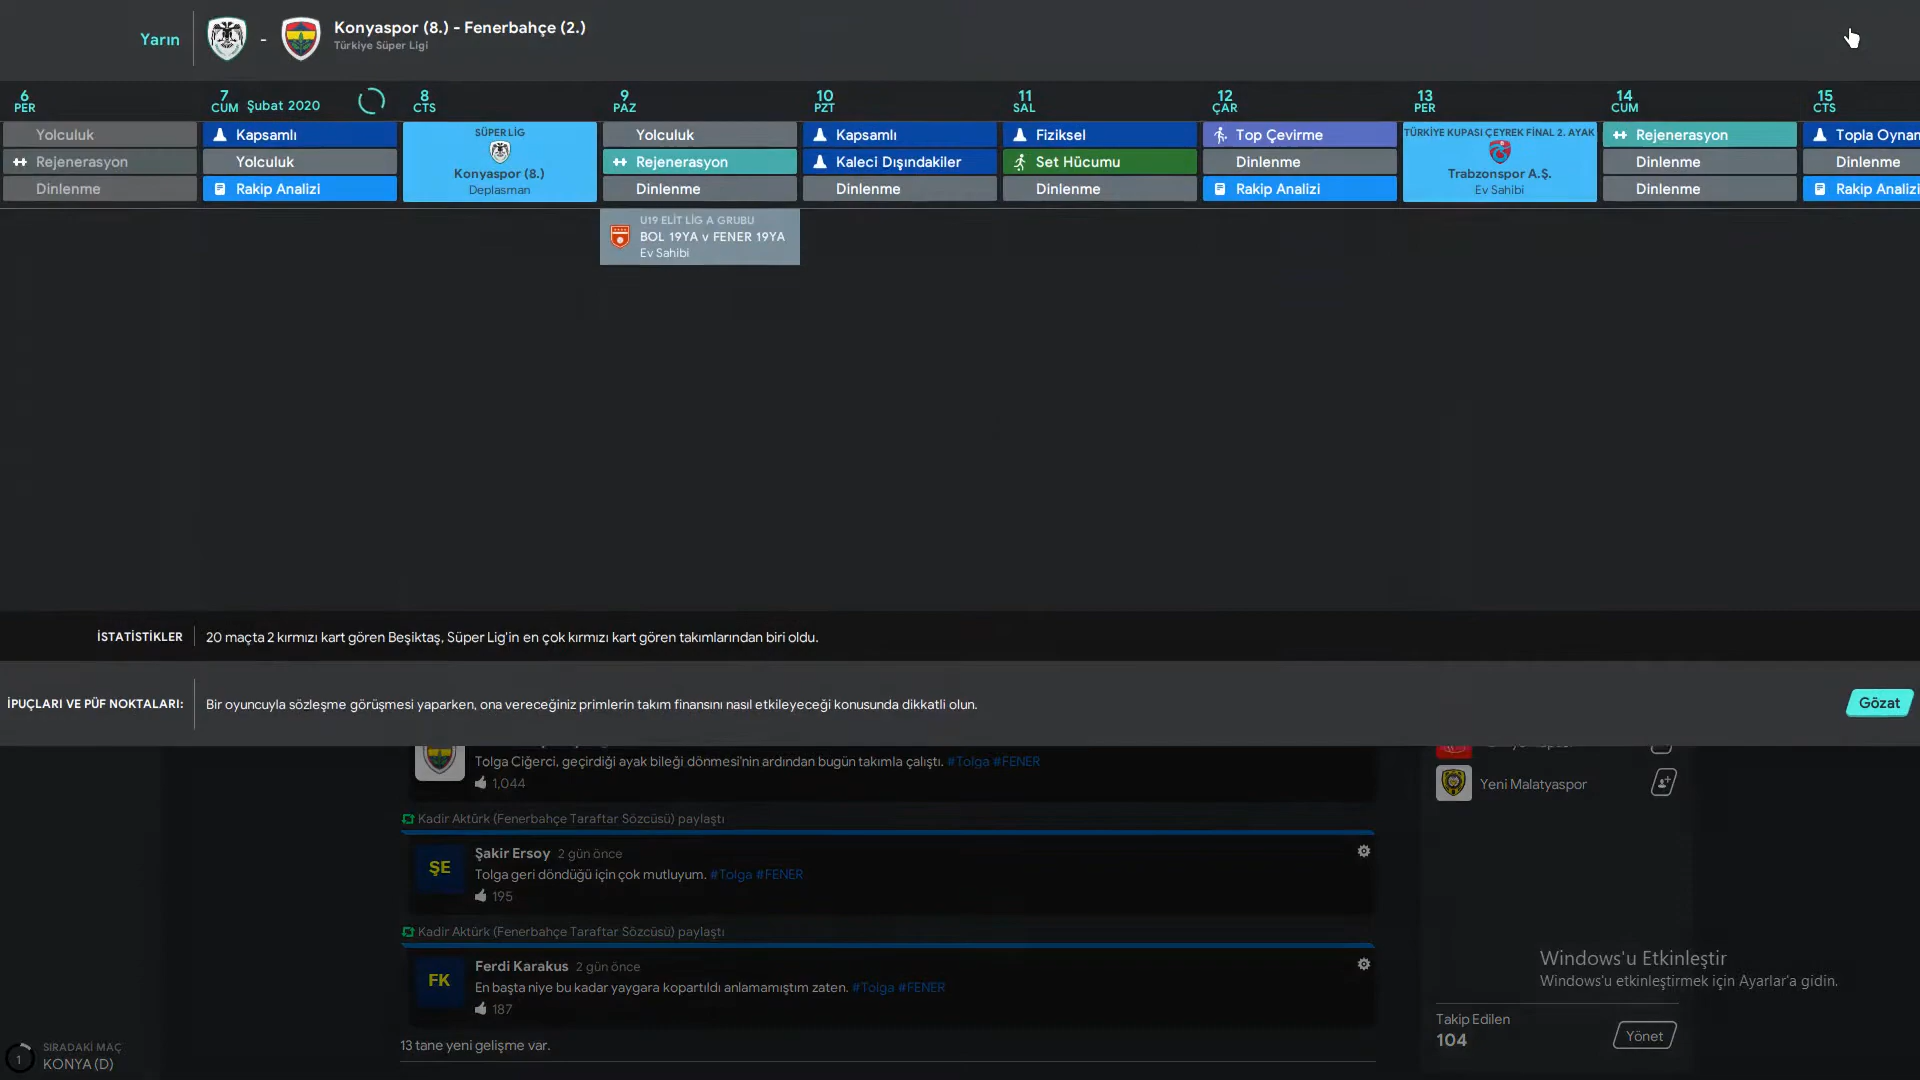 Yarın
Konyaspor (8.) - Fenerbahçe (2.)
Türkiye Süper Ligi
6 PER
7 CUM Şubat 2020
8 CTS
9 PAZ
10 PZT
11 SAL
12 ÇAR
13 PER
14 CUM
15 CTS
Yolculuk
Rejenerasyon
Dinlenme
Kapsamlı
Yolculuk
Rakip Analizi
SÜPER LİG
Konyaspor (8.)
Deplasman
Yolculuk
Rejenerasyon
Dinlenme
U19 ELİT LİG A GRUBU
BOL 19YA v FENER 19YA
Ev Sahibi
Kapsamlı
Kaleci Dışındakiler
Dinlenme
Fiziksel
Set Hücumu
Dinlenme
Top Çevirme
Dinlenme
Rakip Analizi
TÜRKİYE KUPASI ÇEYREK FİNAL 2. AYAK
Trabzonspor A.Ş.
Ev Sahibi
Rejenerasyon
Dinlenme
Dinlenme
Topla Oynan
Dinlenme
Rakip Analizi
İSTATİSTİKLER
20 maçta 2 kırmızı kart gören Beşiktaş, Süper Lig'in en çok kırmızı kart gören takımlarından biri oldu.
İPUÇLARI VE PÜF NOKTALARI:
Bir oyuncuyla sözleşme görüşmesi yaparken, ona vereceğiniz primlerin takım finansını nasıl etkileyeceği konusunda dikkatli olun.
Gözat
Tolga Ciğerci, geçirdiği ayak bileği dönmesi'nin ardından bugün takımla çalıştı. #Tolga #FENER
1,044
Kadir Aktürk (Fenerbahçe Taraftar Sözcüsü) paylaştı
ŞE
Şakir Ersoy 2 gün önce
Tolga geri döndüğü için çok mutluyum. #Tolga #FENER
195
Kadir Aktürk (Fenerbahçe Taraftar Sözcüsü) paylaştı
FK
Ferdi Karakus 2 gün önce
En başta niye bu kadar yaygara kopartıldı anlamamıştım zaten. #Tolga #FENER
187
13 tane yeni gelişme var.
Yeni Malatyaspor
Windows'u Etkinleştir
Windows'u etkinleştirmek için Ayarlar'a gidin.
Takip Edilen
104
Yönet
1
SIRADAKİ MAÇ
KONYA (D)